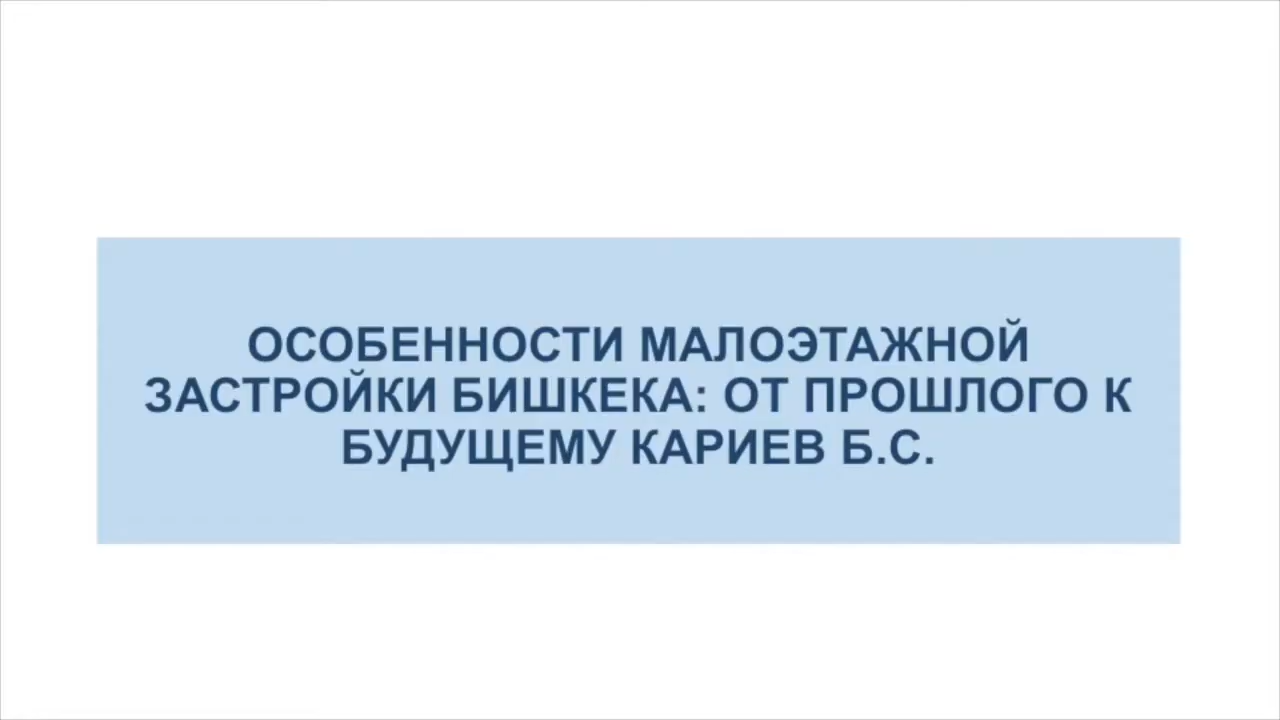 ОСОБЕННОСТИ МАЛОЭТАЖНОЙ
ЗАСТРОЙКИ БИШКЕКА: ОТ ПРОШЛОГО К
БУДУЩЕМУ КАРИЕВ Б.С.